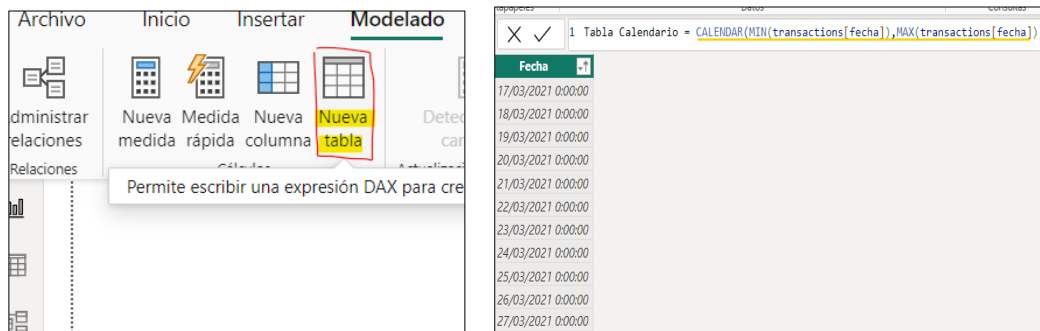 Archivo Inicio Insertar Modelado
relaciones
Nueva medida
Medida rápida
Nueva columna
Nueva tabla
Relaciones
Permite escribir una expresión DAX para cre
Datos
1 Tabla Calendario = CALENDAR(MIN(transactions[fecha]),MAX(transactions[fecha])
Fecha
17/03/2021 0:00:00
18/03/2021 0:00:00
19/03/2021 0:00:00
20/03/2021 0:00:00
21/03/2021 0:00:00
22/03/2021 0:00:00
23/03/2021 0:00:00
24/03/2021 0:00:00
25/03/2021 0:00:00
26/03/2021 0:00:00
27/03/2021 0:00:00